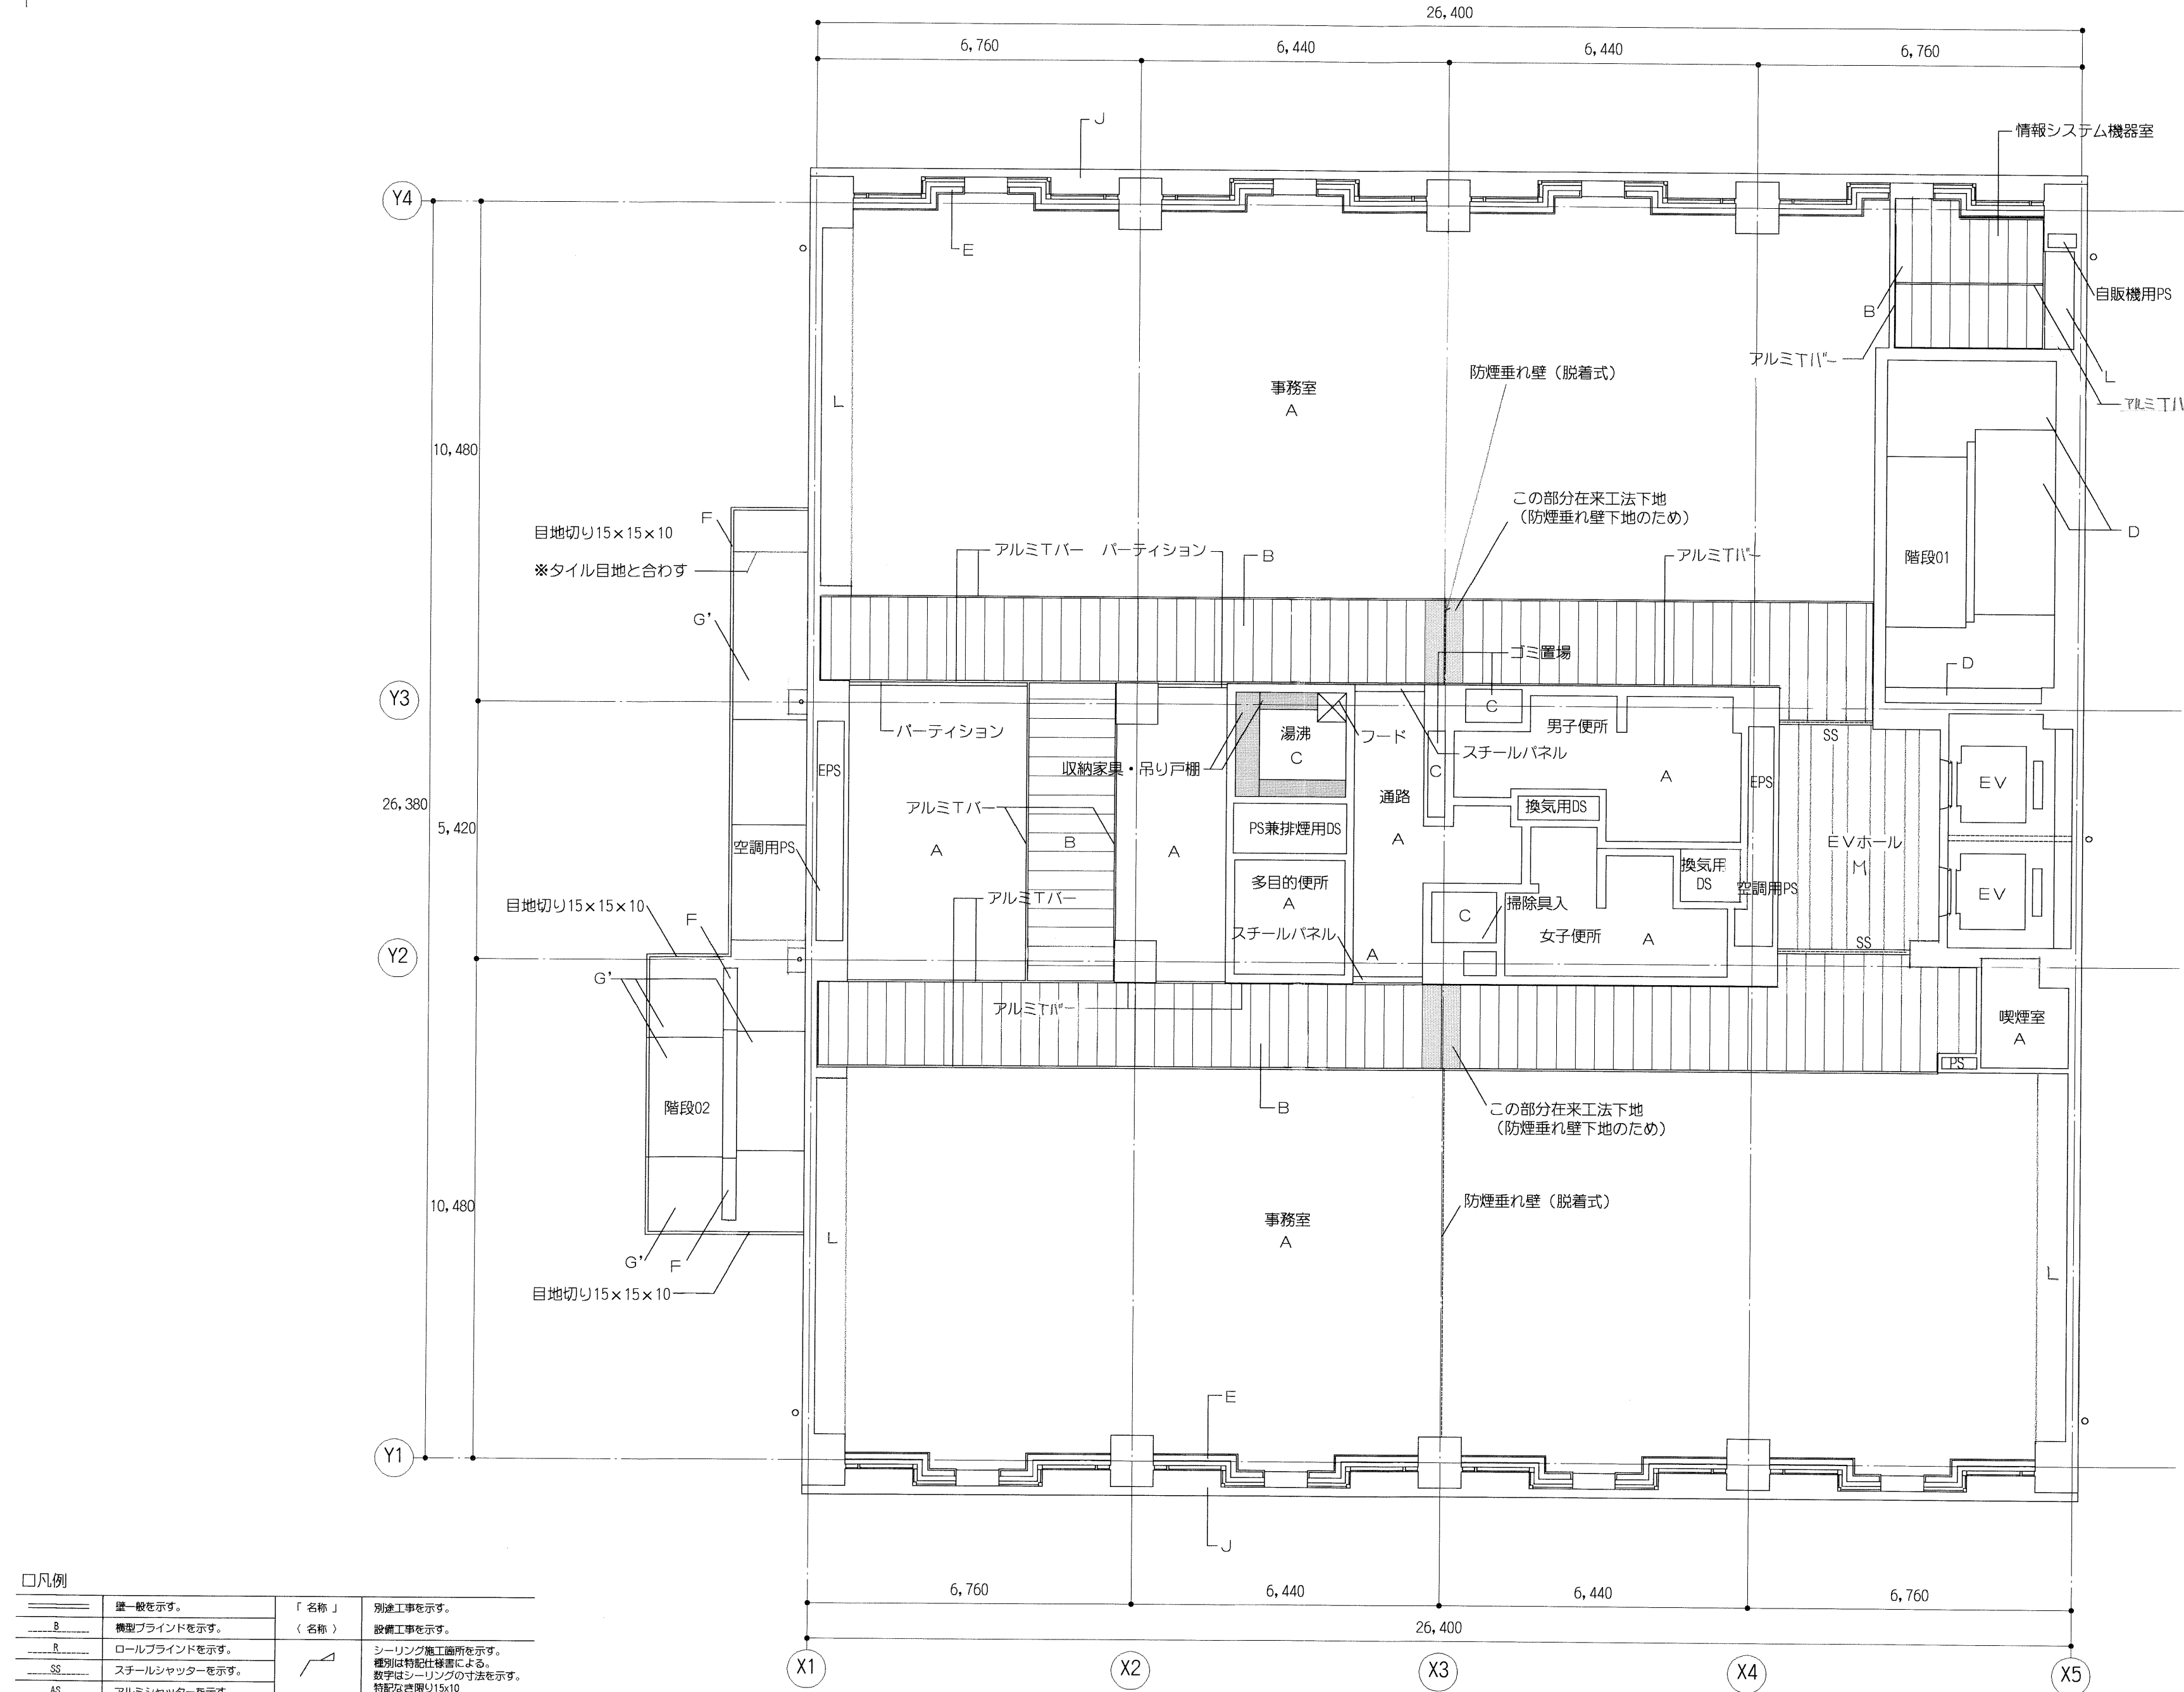 26,400
6,760
6,440
6,440
6,760
J
情報システム機器室
Y4
E
自販機用PS
B
アルミTバー
防煙垂れ壁（脱着式）
事務室
A
L
L
10,480
この部分在来工法下地
（防煙垂れ壁下地のため）
目地切り15×15×10
F
※タイル目地と合わす
アルミTバー
パーティション
B
アルミTバー
階段01
D
G'
ゴミ置場
D
Y3
パーティション
湯沸
C
フード
C
男子便所
スチールパネル
SS
EPS
収納家具・吊り戸棚
C
A
EPS
EV
通路
26,380
5,420
アルミTバー
PS兼排煙用DS
換気用DS
空調用PS
A
B
A
A
EVホール
M
多目的便所
A
換気用
DS
空調用PS
EV
目地切り15×15×10
F
アルミTバー
C
掃除具入
スチールパネル
女子便所
A
SS
Y2
A
G'
アルミTバー
喫煙室
A
PS
階段02
B
この部分在来工法下地
（防煙垂れ壁下地のため）
10,480
防煙垂れ壁（脱着式）
事務室
A
L
L
G'
F
目地切り15×15×10
E
Y1
J
6,760
6,440
6,440
6,760
26,400
X1
X2
X3
X4
X5
□凡例
壁一般を示す。
「 名称 」
別途工事を示す。
B
横型ブラインドを示す。
〈 名称 〉
設備工事を示す。
R
ロールブラインドを示す。
シーリング施工箇所を示す。
種別は特記仕様書による。
SS
スチールシャッターを示す。
数字はシーリングの寸法を示す。
特記なき限り15x10
AS
アルミシャッターを示す